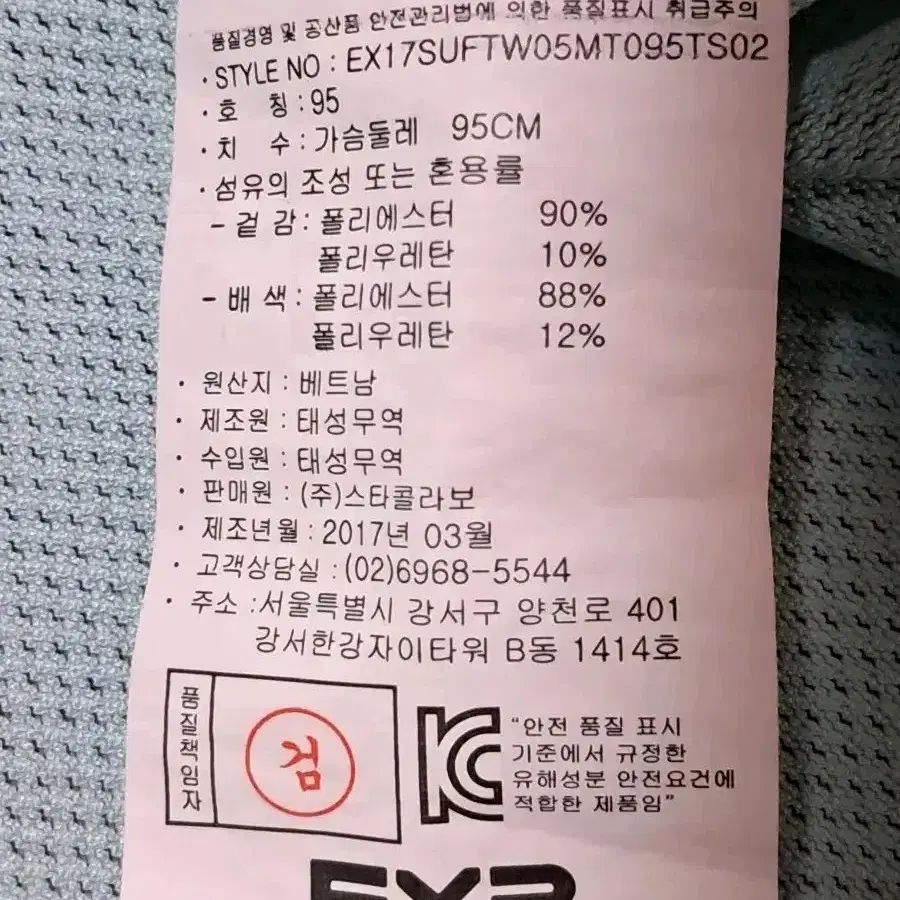 품질경영 및 공산품 안전관리법에 의한 품질표시 취급주의
· STYLE NO : EX17SUFTW05MT095TS02
· 호 칭 : 95
· 치 수 : 가슴둘레 95CM
· 섬유의 조성 또는 혼용률
- 겉 감 : 폴리에스터 90%
폴리우레탄 10%
- 배 색 : 폴리에스터 88%
폴리우레탄 12%
· 원산지 : 베트남
· 제조원 : 태성무역
· 수입원 : 태성무역
· 판매원 : (주)스타콜라보
· 제조년월 : 2017년 03월
· 고객상담실 : (02)6968-5544
· 주소 : 서울특별시 강서구 양천로 401
강서한강자이타워 B동 1414호
품질책임자
검
KC
“안전 품질 표시
기준에서 규정한
유해성분 안전요건에
적합한 제품임”
EXR